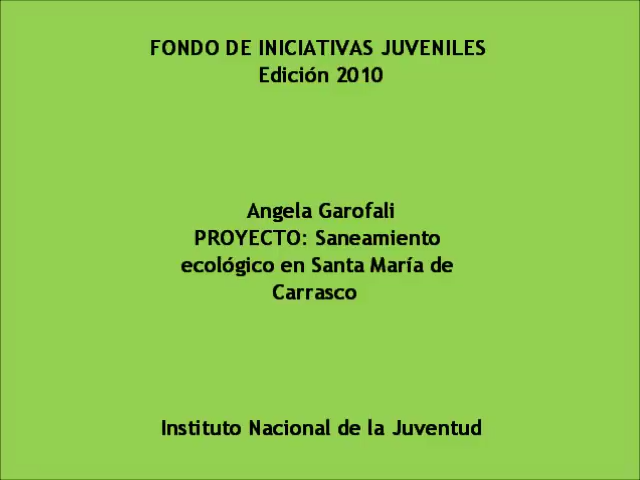 FONDO DE INICIATIVAS JUVENILES
Edición 2010
Angela Garofali
PROYECTO: Saneamiento
ecológico en Santa María de
Carrasco
Instituto Nacional de la Juventud